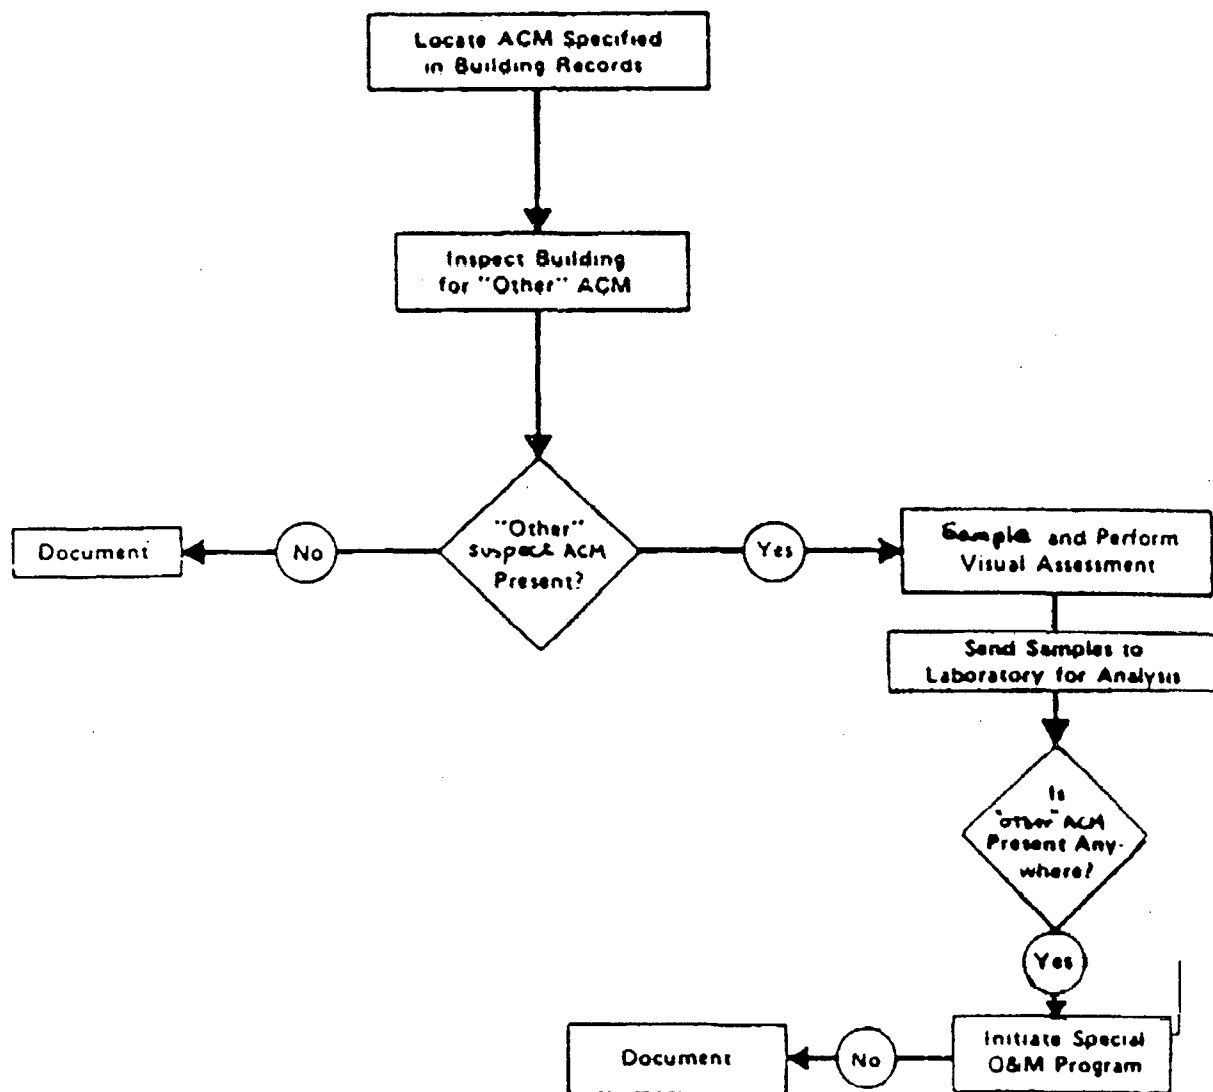 Locate ACM Specified
in Building Records
Inspect Building
for "Other" ACM
"Other"
suspect ACM
Present?
No
Document
Yes
Sample and Perform
Visual Assessment
Send Samples to
Laboratory for Analysis
Is
"other" ACM
Present Any-
where?
Yes
Initiate Special
O&M Program
No
Document